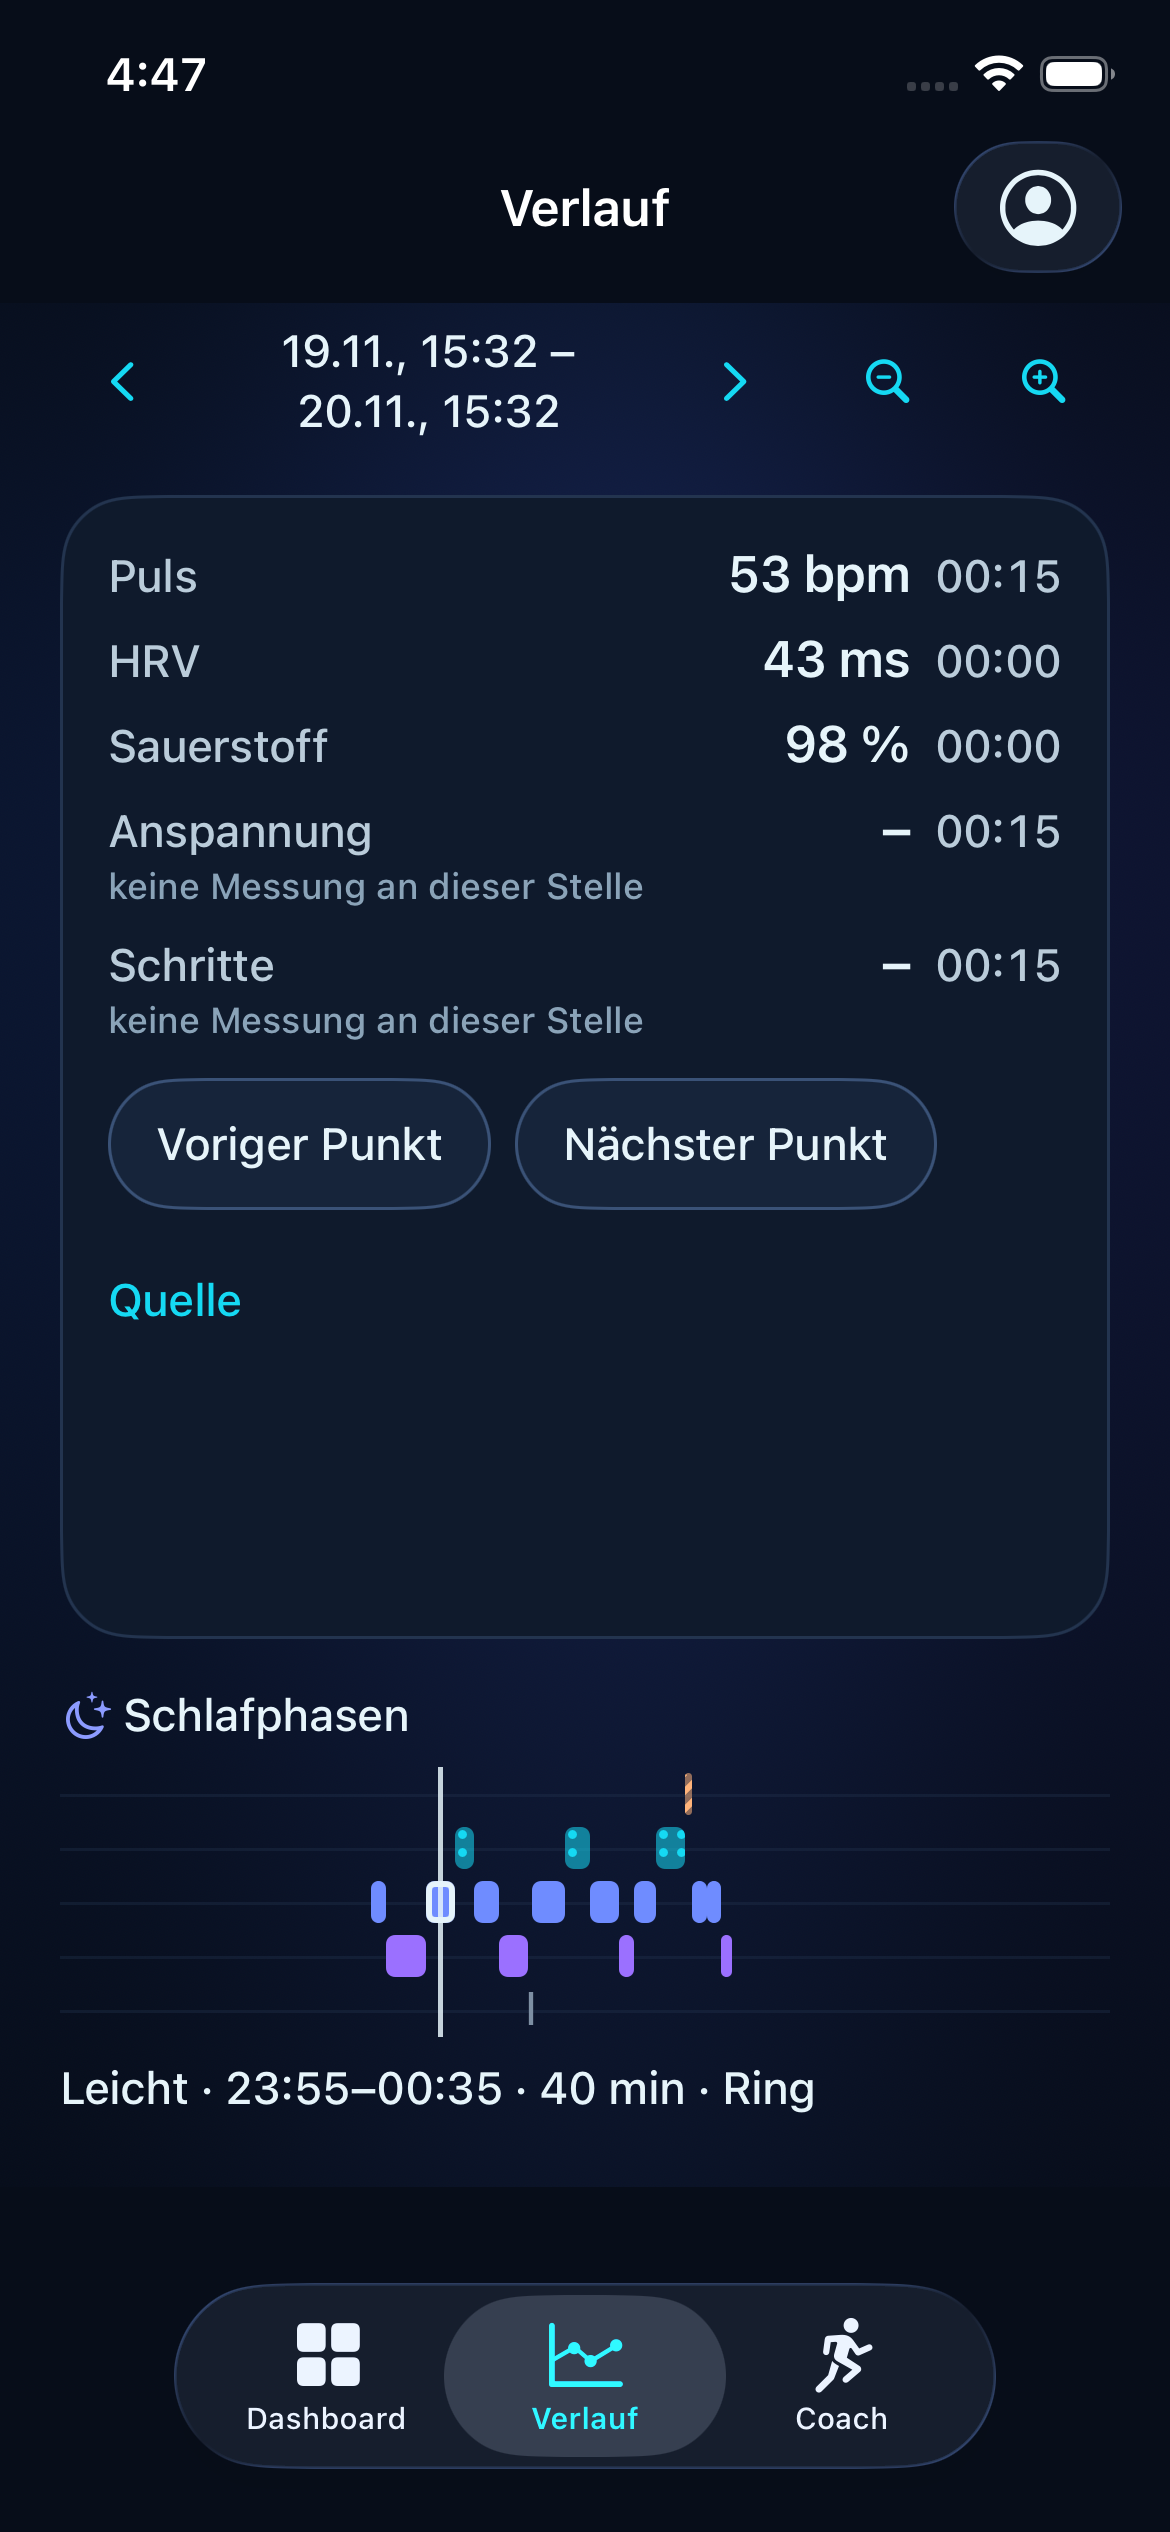 4:47
Verlauf
19.11., 15:32 –
20.11., 15:32
Puls 53 bpm 00:15
HRV 43 ms 00:00
Sauerstoff 98 % 00:00
Anspannung – 00:15
keine Messung an dieser Stelle
Schritte – 00:15
keine Messung an dieser Stelle
Voriger Punkt Nächster Punkt
Quelle
Schlafphasen
Leicht · 23:55–00:35 · 40 min · Ring
Dashboard Verlauf Coach